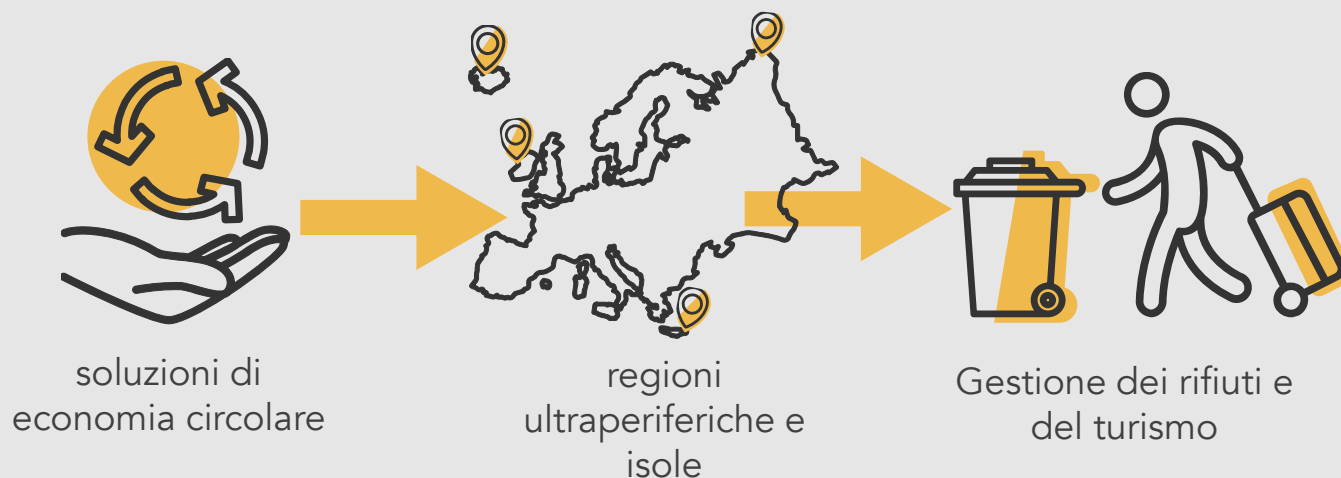 soluzioni di
economia circolare
regioni
ultraperiferiche e
isole
Gestione dei rifiuti e
del turismo